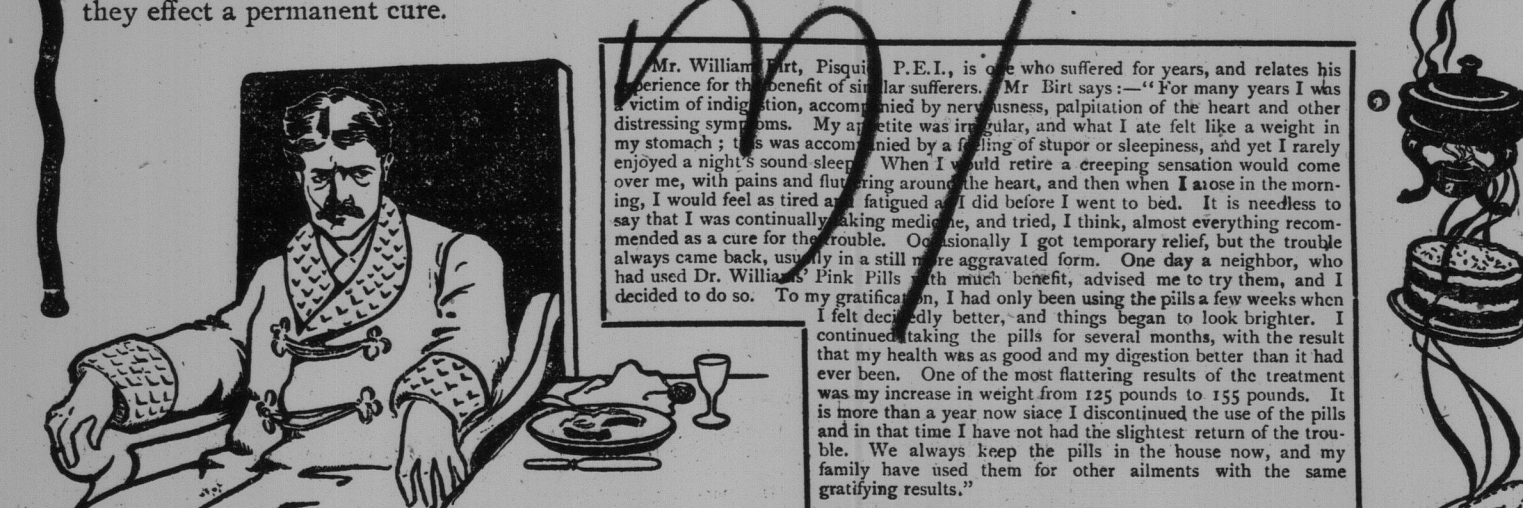 they effect a permanent cure.
Mr. William Birt, Pisquid P.E.I., is one who suffered for years, and relates his
experience for the benefit of similar sufferers. Mr Birt says :—“ For many years I was
a victim of indigestion, accompanied by nervousness, palpitation of the heart and other
distressing symptoms. My appetite was irregular, and what I ate felt like a weight in
my stomach ; this was accompanied by a feeling of stupor or sleepiness, and yet I rarely
enjoyed a night’s sound sleep. When I would retire a creeping sensation would come
over me, with pains and fluttering around the heart, and then when I arose in the morn-
ing, I would feel as tired and fatigued as I did before I went to bed. It is needless to
say that I was continually taking medicine, and tried, I think, almost everything recom-
mended as a cure for the trouble. Occasionally I got temporary relief, but the trouble
always came back, usually in a still more aggravated form. One day a neighbor, who
had used Dr. Williams’ Pink Pills with much benefit, advised me to try them, and I
decided to do so. To my gratification, I had only been using the pills a few weeks when
I felt decidedly better, and things began to look brighter. I
continued taking the pills for several months, with the result
that my health was as good and my digestion better than it had
ever been. One of the most flattering results of the treatment
was my increase in weight from 125 pounds to 155 pounds. It
is more than a year now siace I discontinued the use of the pills
and in that time I have not had the slightest return of the trou-
ble. We always keep the pills in the house now, and my
family have used them for other ailments with the same
gratifying results.”